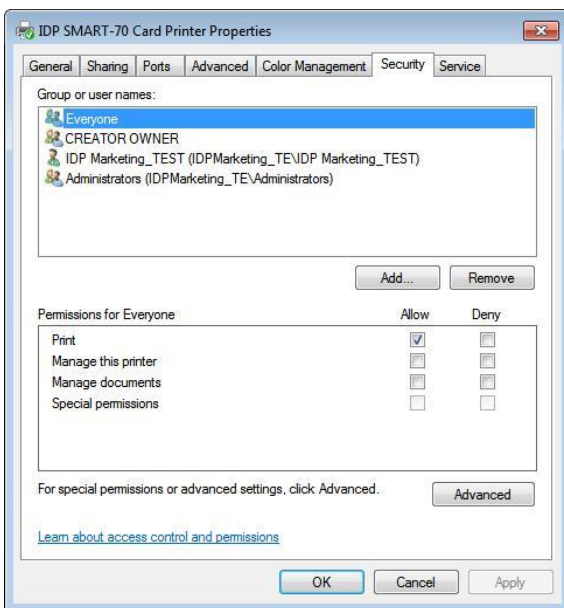 IDP SMART-70 Card Printer Properties
General Sharing Ports Advanced Color Management Security Service
Group or user names:
Everyone
CREATOR OWNER
IDP Marketing_TEST (IDPMarketing_TE\IDP Marketing_TEST)
Administrators (IDPMarketing_TE\Administrators)
Add... Remove
Permissions for Everyone Allow Deny
Print
Manage this printer
Manage documents
Special permissions
For special permissions or advanced settings, click Advanced. Advanced
Learn about access control and permissions
OK Cancel Apply